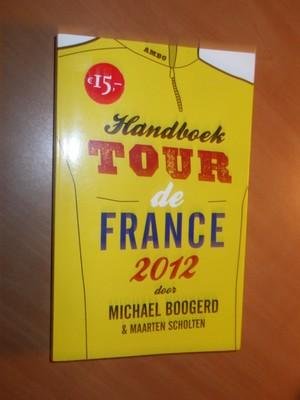 AMBO
€15,-
Handboek
TOUR
de
FRANCE
2012
door
MICHAEL BOOGERD
& MAARTEN SCHOLTEN